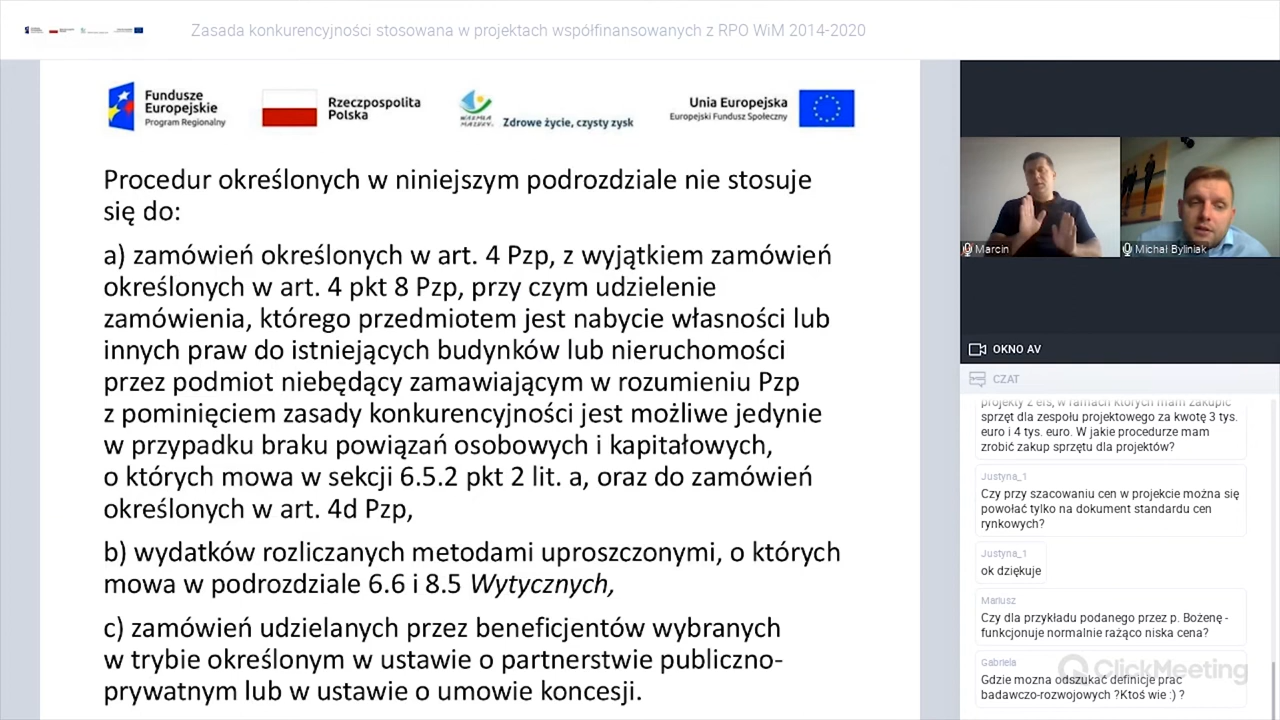 Zasada konkurencyjności stosowana w projektach współfinansowanych z RPO WiM 2014-2020
Fundusze
Europejskie
Program Regionalny
Rzeczpospolita
Polska
Zdrowe życie, czysty zysk
Unia Europejska
Europejski Fundusz Społeczny
Procedur określonych w niniejszym podrozdziale nie stosuje
się do:
a) zamówień określonych w art. 4 Pzp, z wyjątkiem zamówień
określonych w art. 4 pkt 8 Pzp, przy czym udzielenie
zamówienia, którego przedmiotem jest nabycie własności lub
innych praw do istniejących budynków lub nieruchomości
przez podmiot niebędący zamawiającym w rozumieniu Pzp
z pominięciem zasady konkurencyjności jest możliwe jedynie
w przypadku braku powiązań osobowych i kapitałowych,
o których mowa w sekcji 6.5.2 pkt 2 lit. a, oraz do zamówień
określonych w art. 4d Pzp,
b) wydatków rozliczanych metodami uproszczonymi, o których
mowa w podrozdziale 6.6 i 8.5 Wytycznych,
c) zamówień udzielanych przez beneficjentów wybranych
w trybie określonym w ustawie o partnerstwie publiczno-
prywatnym lub w ustawie o umowie koncesji.
Marcin
Michał Byliniak
OKNO AV
CZAT
projekty z efs, w ramach których mam zakupić
sprzęt dla zespołu projektowego za kwotę 3 tys.
euro i 4 tys. euro. W jakie procedurze mam
zrobić zakup sprzętu dla projektów?
Justyna_1
Czy przy szacowaniu cen w projekcie można się
powołać tylko na dokument standardu cen
rynkowych?
Justyna_1
ok dziękuje
Mariusz
Czy dla przykładu podanego przez p. Bożenę -
funkcjonuje normalnie rażąco niska cena?
Gabriela
Gdzie mozna odszukać definicje prac
badawczo-rozwojowych ?Ktoś wie :) ?
ClickMeeting